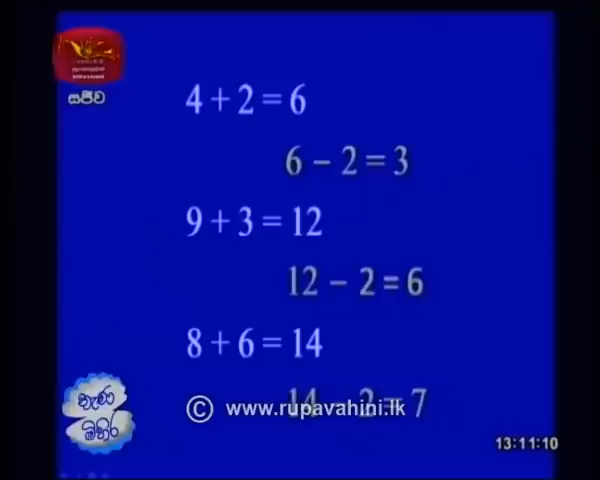 සජීව
4 + 2 = 6
6 – 2 = 3
9 + 3 = 12
12 – 2 = 6
8 + 6 = 14
14 – 2 = 7
© www.rupavahini.lk
නැණ
මිහිර
13:11:10